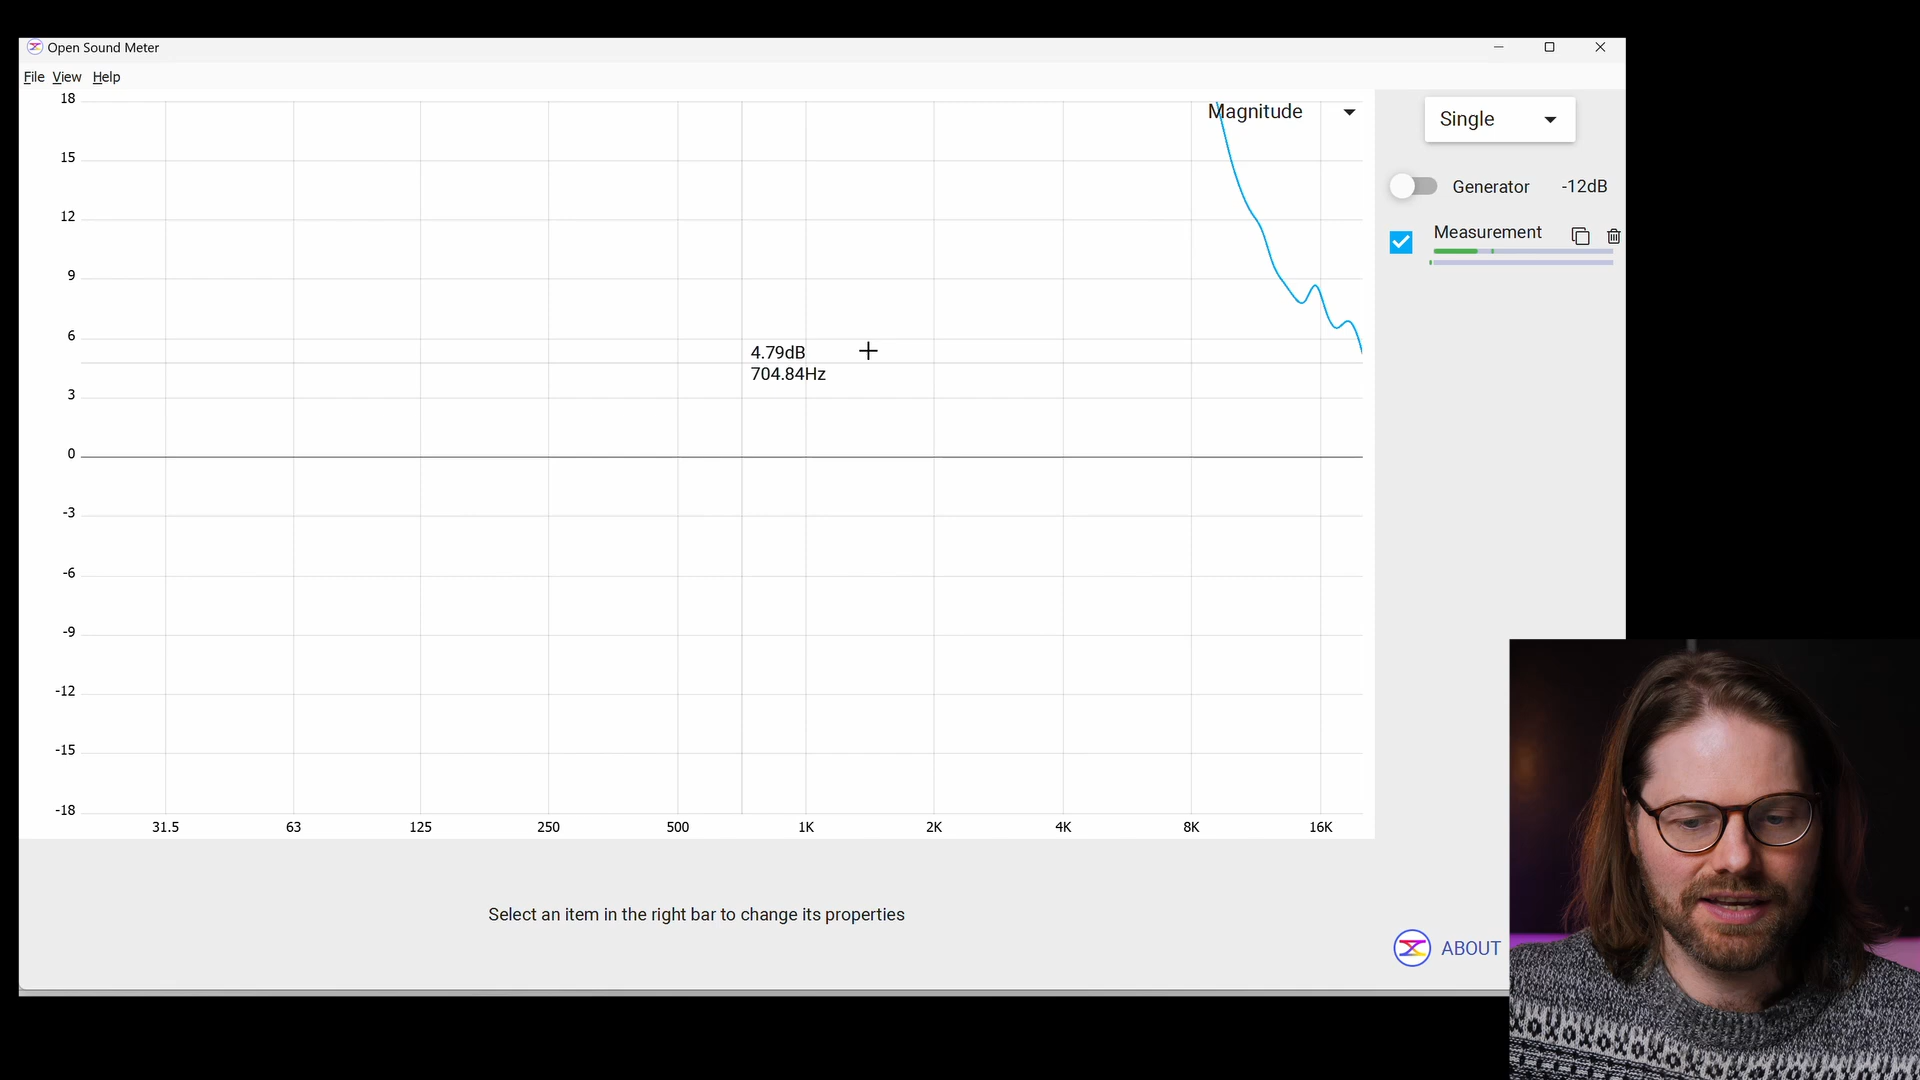 Open Sound Meter
File View Help
18
15
12
9
6
3
0
-3
-6
-9
-12
-15
-18
Magnitude
4.79dB
704.84Hz
31.5 63 125 250 500 1K 2K 4K 8K 16K
Single
Generator -12dB
Measurement
Select an item in the right bar to change its properties
ABOUT